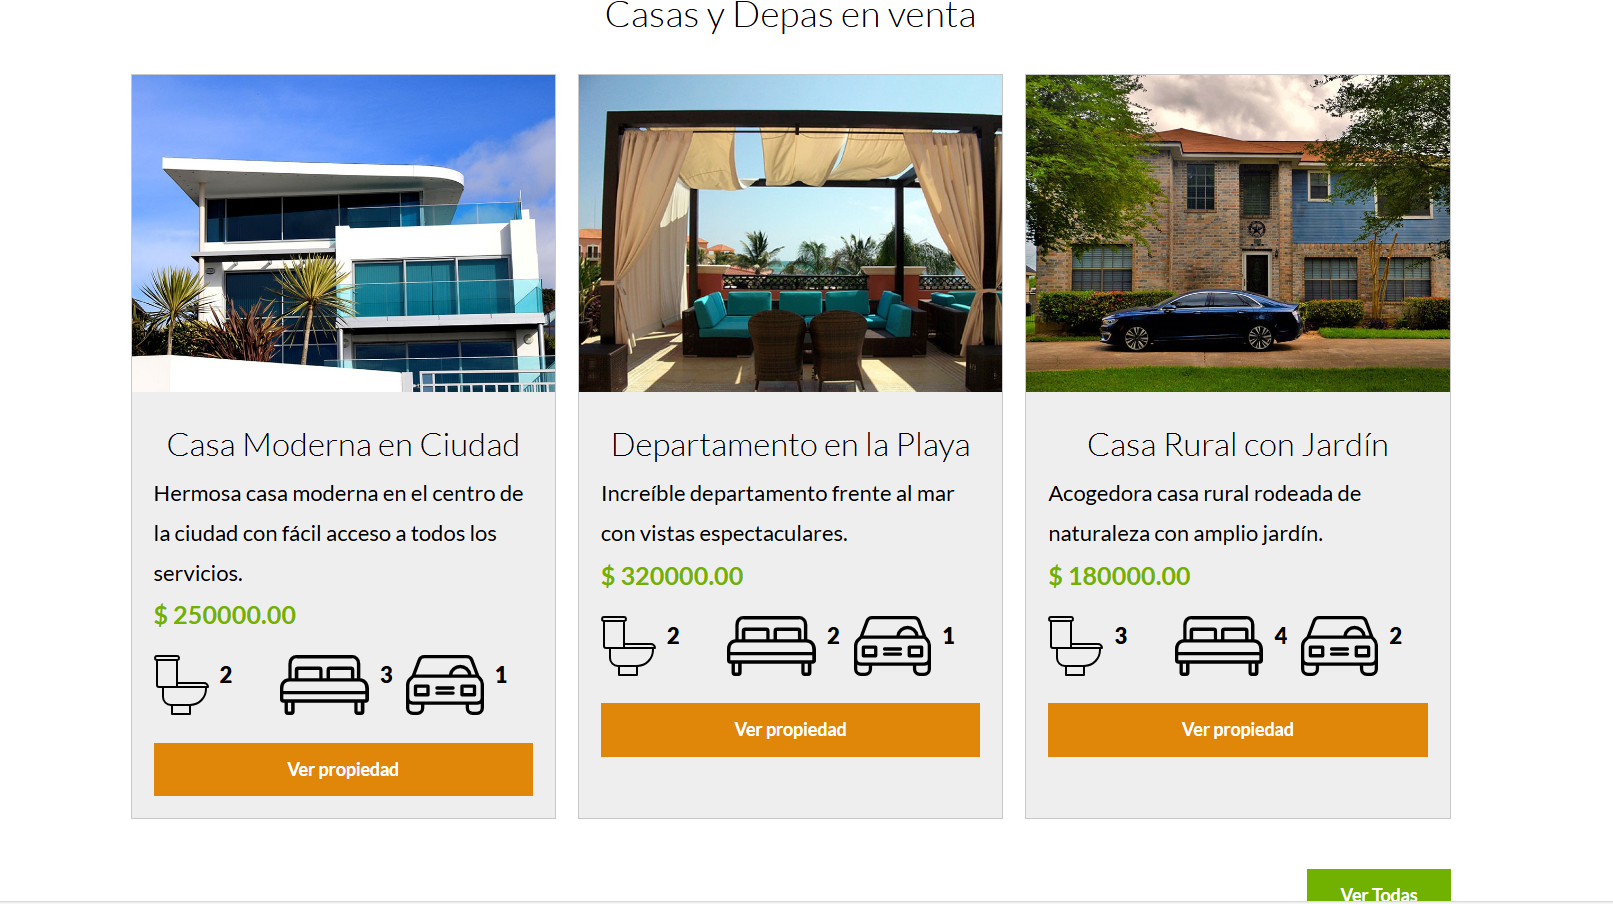 Casas y Depas en venta
Casa Moderna en Ciudad
Hermosa casa moderna en el centro de
la ciudad con fácil acceso a todos los
servicios.
$ 250000.00
2 3 1
Ver propiedad
Departamento en la Playa
Increíble departamento frente al mar
con vistas espectaculares.
$ 320000.00
2 2 1
Ver propiedad
Casa Rural con Jardín
Acogedora casa rural rodeada de
naturaleza con amplio jardín.
$ 180000.00
3 4 2
Ver propiedad
Ver Todas